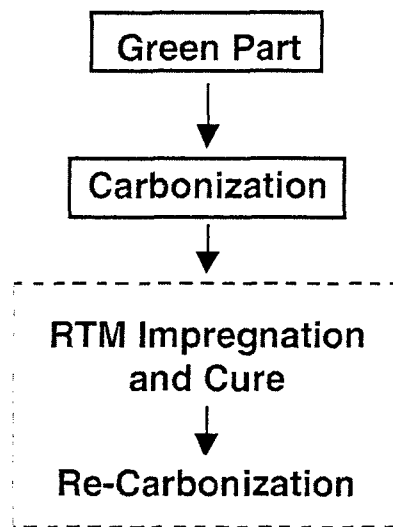 Green Part
Carbonization
RTM Impregnation
and Cure
Re-Carbonization